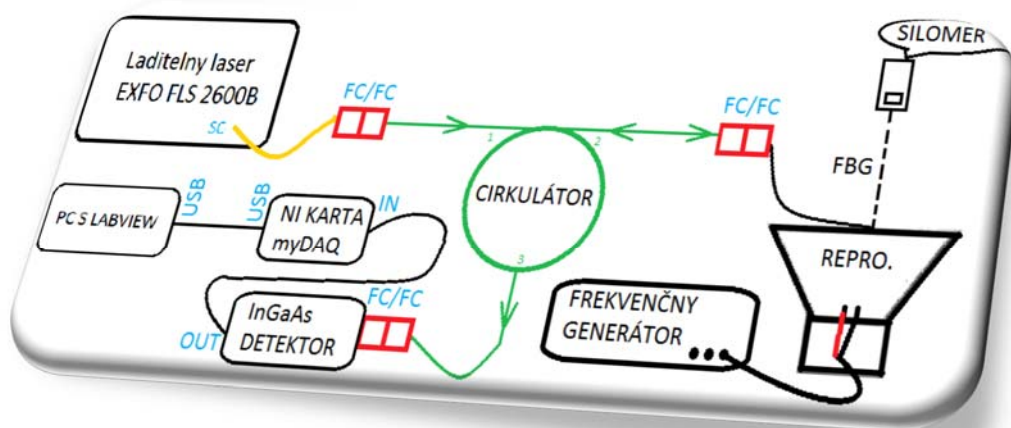 Laditelny laser
EXFO FLS 2600B
SC
FC/FC
1
2
FC/FC
SILOMER
FBG
CIRKULÁTOR
3
PC S LABVIEW
USB
USB
NI KARTA
myDAQ
IN
OUT
InGaAs
DETEKTOR
FC/FC
FREKVENČNY
GENERÁTOR
REPRO.